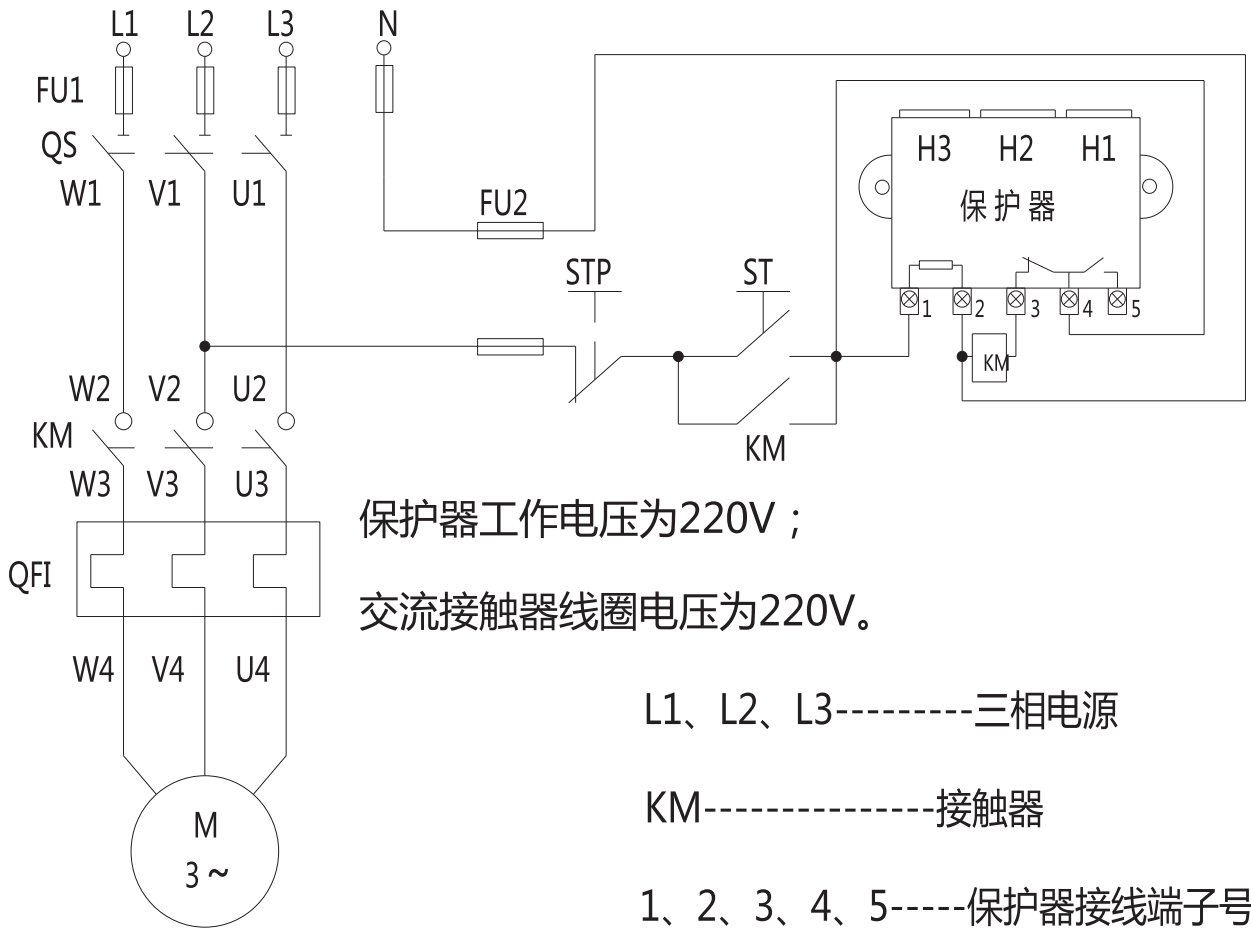 L1 L2 L3 N
FU1
QS
W1 V1 U1
H3 H2 H1
保护器
FU2
STP ST
1 2 3 4 5
KM
W2 V2 U2
KM
KM
W3 V3 U3
保护器工作电压为220V；
QFI
交流接触器线圈电压为220V。
W4 V4 U4
L1、L2、L3---------三相电源
KM---------------接触器
M
3～
1、2、3、4、5-----保护器接线端子号